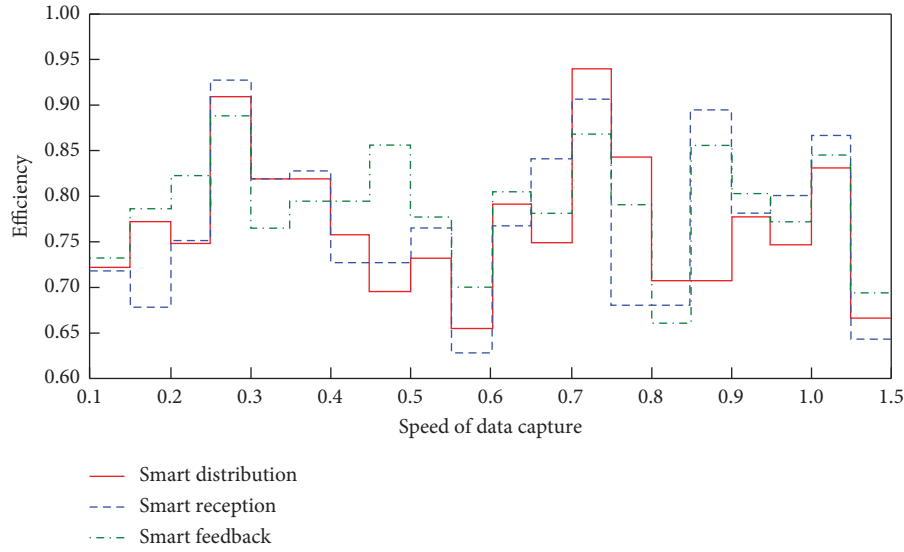 1.00
0.95
0.90
0.85
0.80
0.75
0.70
0.65
0.60
Efficiency
0.1 0.2 0.3 0.4 0.5 0.6 0.7 0.8 0.9 1.0 1.5
Speed of data capture
Smart distribution
Smart reception
Smart feedback